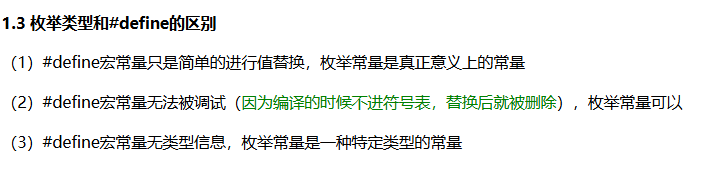 1.3 枚举类型和#define的区别
（1）#define宏常量只是简单的进行值替换，枚举常量是真正意义上的常量
（2）#define宏常量无法被调试（因为编译的时候不进符号表，替换后就被删除），枚举常量可以
（3）#define宏常量无类型信息，枚举常量是一种特定类型的常量